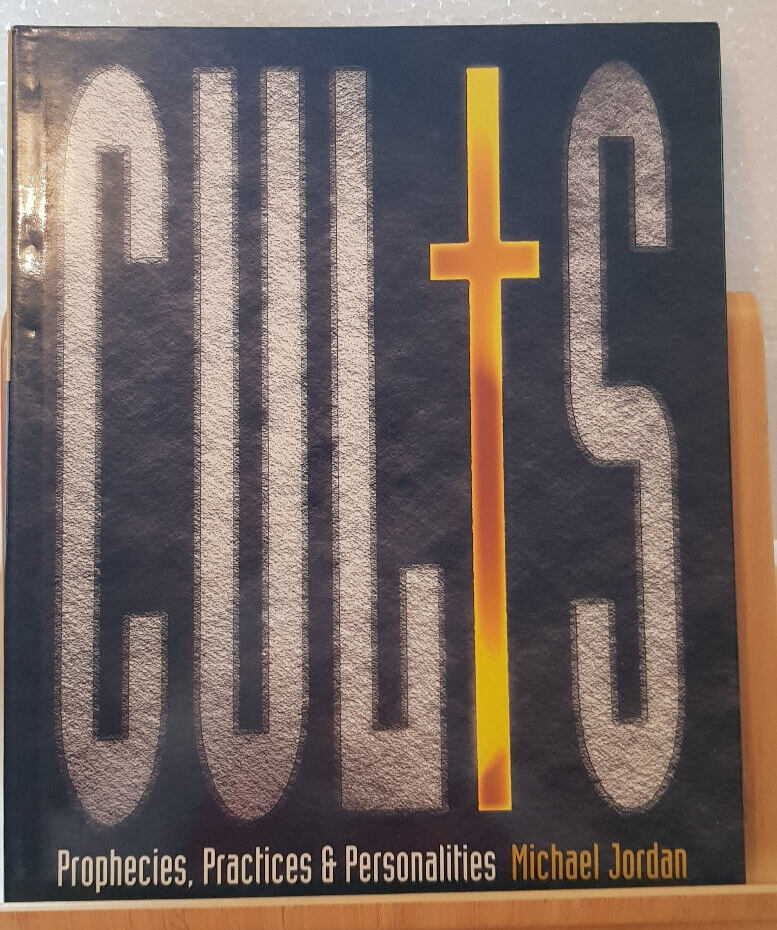 CULtS
Prophecies, Practices & Personalities Michael Jordan